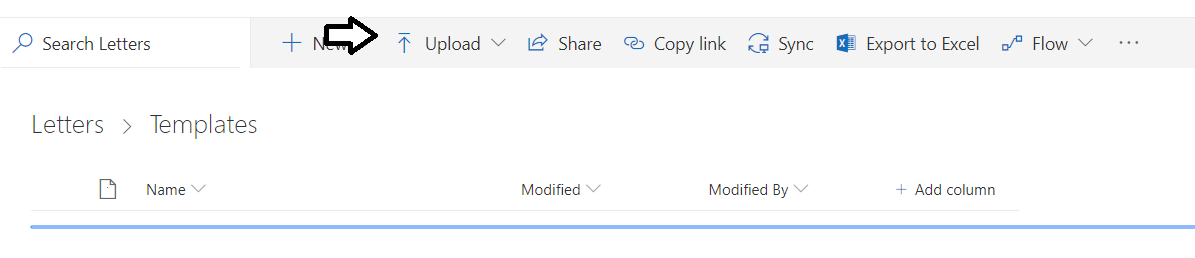 Search Letters New Upload Share Copy link Sync Export to Excel Flow ...
Letters > Templates
Name Modified Modified By + Add column